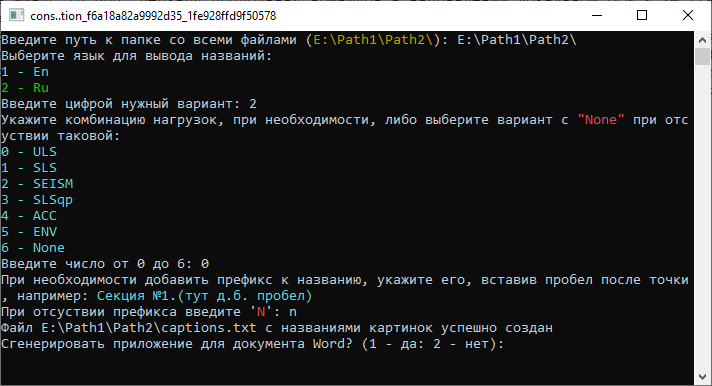 cons..tion_f6a18a82a9992d35_1fe928ffd9f50578
Введите путь к папке со всеми файлами (E:\Path1\Path2\): E:\Path1\Path2\
Выберите язык для вывода названий:
1 - En
2 - Ru
Введите цифрой нужный вариант: 2
Укажите комбинацию нагрузок, при необходимости, либо выберите вариант с "None" при отс
уствии таковой:
0 - ULS
1 - SLS
2 - SEISM
3 - SLSqp
4 - ACC
5 - ENV
6 - None
Введите число от 0 до 6: 0
При необходимости добавить префикс к названию, укажите его, вставив пробел после точки
, например: Секция №1.(тут д.б. пробел)
При отсуствии префикса введите 'N': n
Файл E:\Path1\Path2\captions.txt с названиями картинок успешно создан
Сгенерировать приложение для документа Word? (1 - да: 2 - нет):